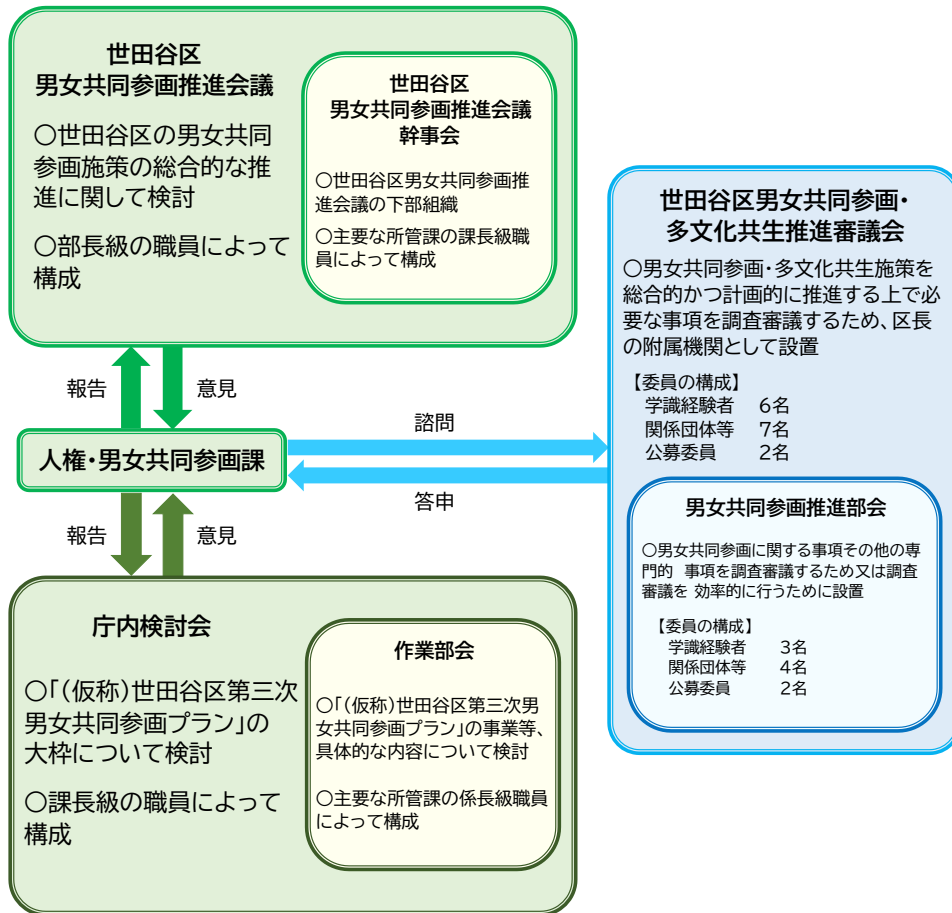 世田谷区
男女共同参画推進会議
〇世田谷区の男女共同
参画施策の総合的な推
進に関して検討
〇部長級の職員によって
構成
世田谷区
男女共同参画推進会議
幹事会
〇世田谷区男女共同参画推
進会議の下部組織
〇主要な所管課の課長級職
員によって構成
報告
意見
人権・男女共同参画課
諮問
答申
報告
意見
世田谷区男女共同参画・
多文化共生推進審議会
〇男女共同参画・多文化共生施策を
総合的かつ計画的に推進する上で必
要な事項を調査審議するため、区長
の附属機関として設置
【委員の構成】
学識経験者 6名
関係団体等 7名
公募委員 2名
男女共同参画推進部会
〇男女共同参画に関する事項その他の専
門的 事項を調査審議するため又は調査
審議を 効率的に行うために設置
【委員の構成】
学識経験者 3名
関係団体等 4名
公募委員 2名
庁内検討会
〇「(仮称)世田谷区第三次
男女共同参画プラン」の
大枠について検討
〇課長級の職員によって
構成
作業部会
〇「(仮称)世田谷区第三次男
女共同参画プラン」の事業等、
具体的な内容について検討
〇主要な所管課の係長級職員
によって構成